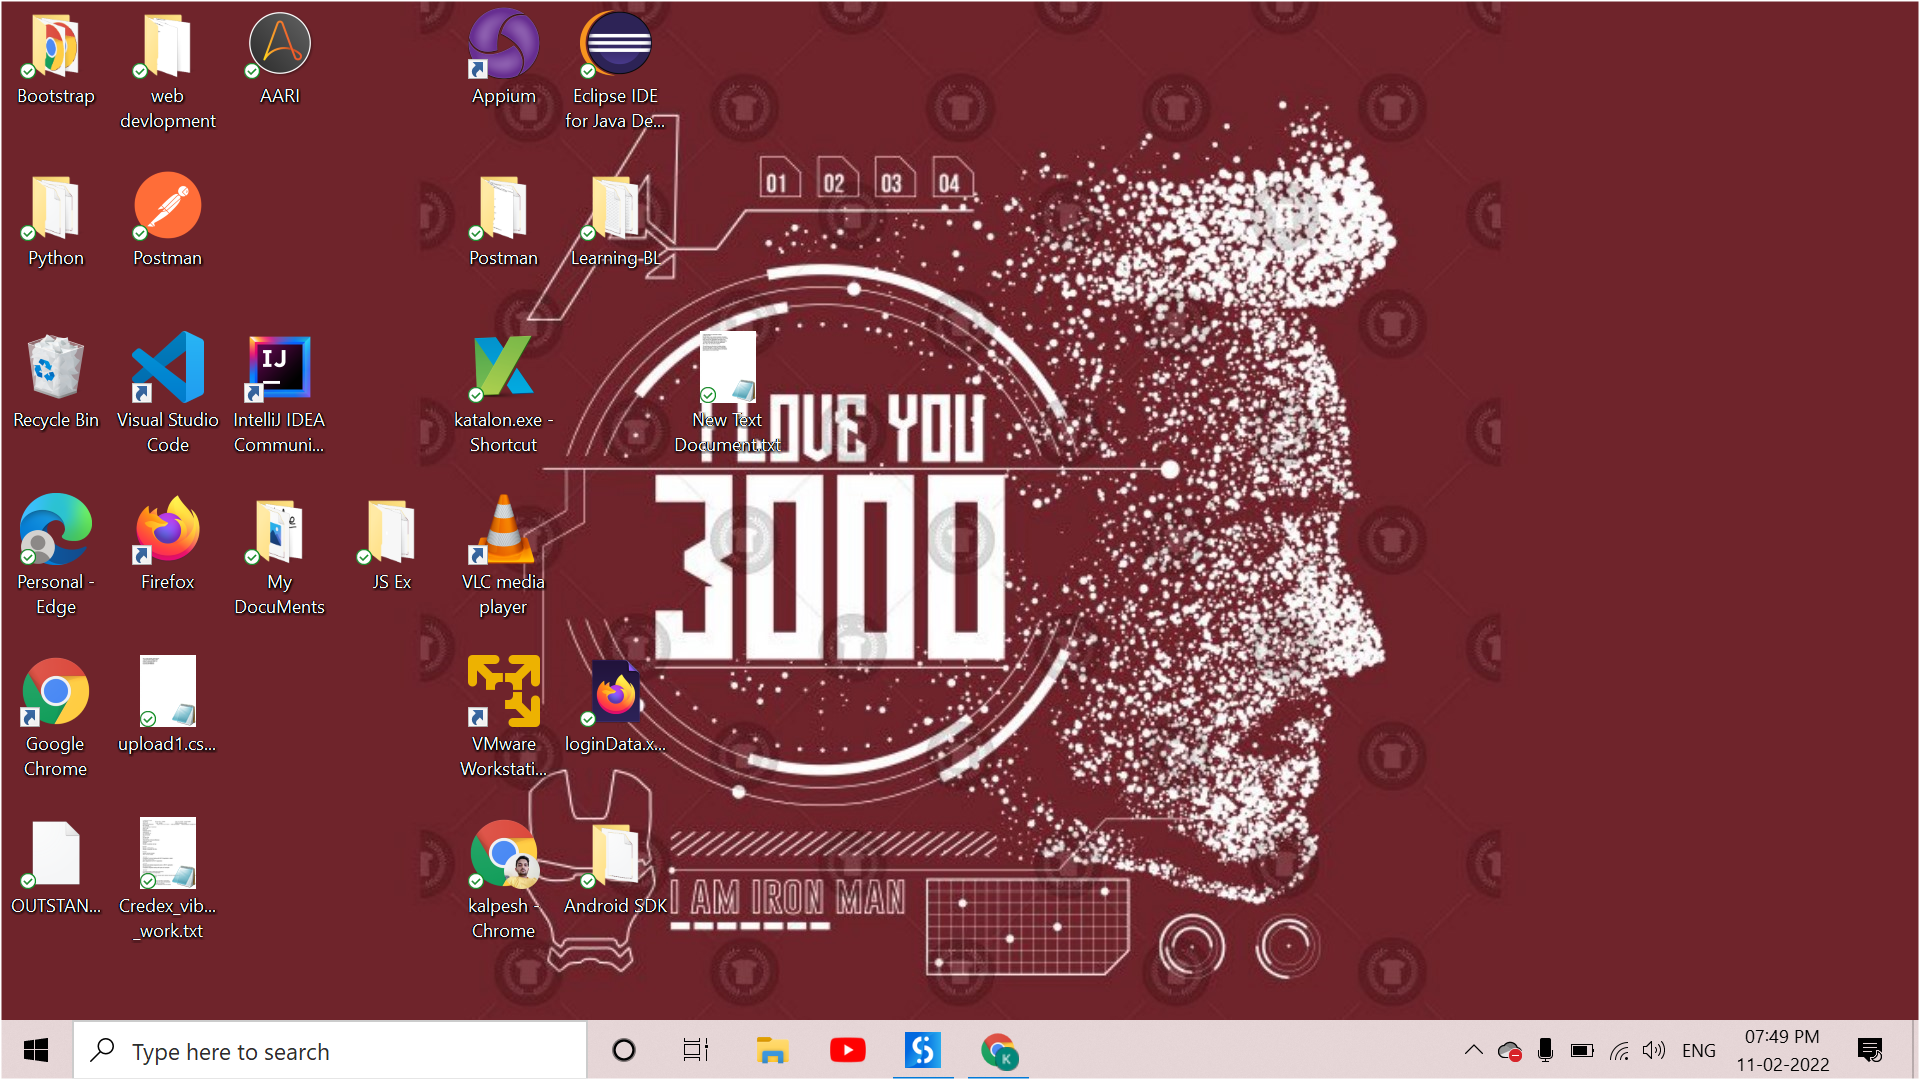 Bootstrap
web
devlopment
AARI
Appium
Eclipse IDE
for Java De...
Python
Postman
Postman
Learning-BL
01 02 03 04
Recycle Bin
Visual Studio
Code
IJ
IntelliJ IDEA
Communi...
katalon.exe -
Shortcut
New Text
Document.txt
I LOVE YOU
3000
Personal -
Edge
Firefox
My
DocuMents
JS Ex
VLC media
player
Google
Chrome
upload1.cs...
VMware
Workstati...
loginData.x...
OUTSTAN...
Credex_vib...
_work.txt
kalpesh -
Chrome
Android SDK
I AM IRON MAN
Type here to search
K
ENG
07:49 PM
11-02-2022